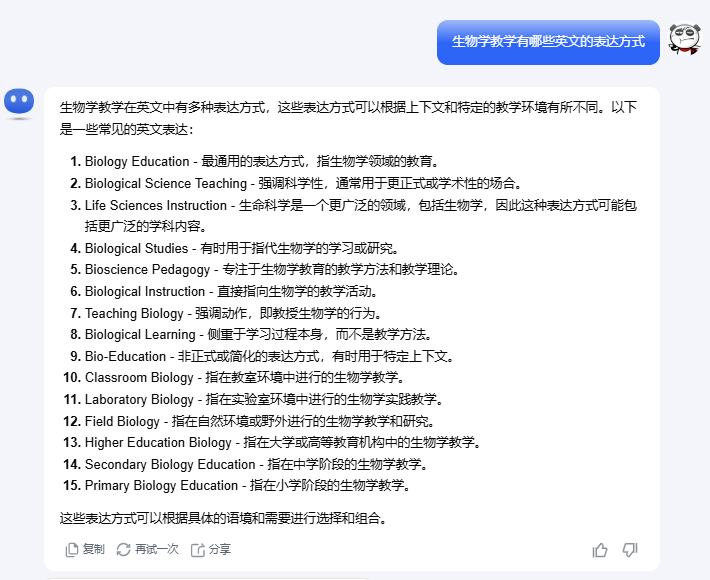 生物学教学有哪些英文的表达方式
生物学教学在英文中有多种表达方式，这些表达方式可以根据上下文和特定的教学环境有所不同。以下
是一些常见的英文表达：
1. Biology Education - 最通用的表达方式，指生物学领域的教育。
2. Biological Science Teaching - 强调科学性，通常用于更正式或学术性的场合。
3. Life Sciences Instruction - 生命科学是一个更广泛的领域，包括生物学，因此这种表达方式可能包
括更广泛的学科内容。
4. Biological Studies - 有时用于指代生物学的学习或研究。
5. Bioscience Pedagogy - 专注于生物学教育的教学方法和教学理论。
6. Biological Instruction - 直接指向生物学的教学活动。
7. Teaching Biology - 强调动作，即教授生物学的行为。
8. Biological Learning - 侧重于学习过程本身，而不是教学方法。
9. Bio-Education - 非正式或简化的表达方式，有时用于特定上下文。
10. Classroom Biology - 指在教室环境中进行的生物学教学。
11. Laboratory Biology - 指在实验室环境中进行的生物学实践教学。
12. Field Biology - 指在自然环境或野外进行的生物学教学和研究。
13. Higher Education Biology - 指在大学或高等教育机构中的生物学教学。
14. Secondary Biology Education - 指在中学阶段的生物学教学。
15. Primary Biology Education - 指在小学阶段的生物学教学。
这些表达方式可以根据具体的语境和需要进行选择和组合。
复制 再试一次 分享